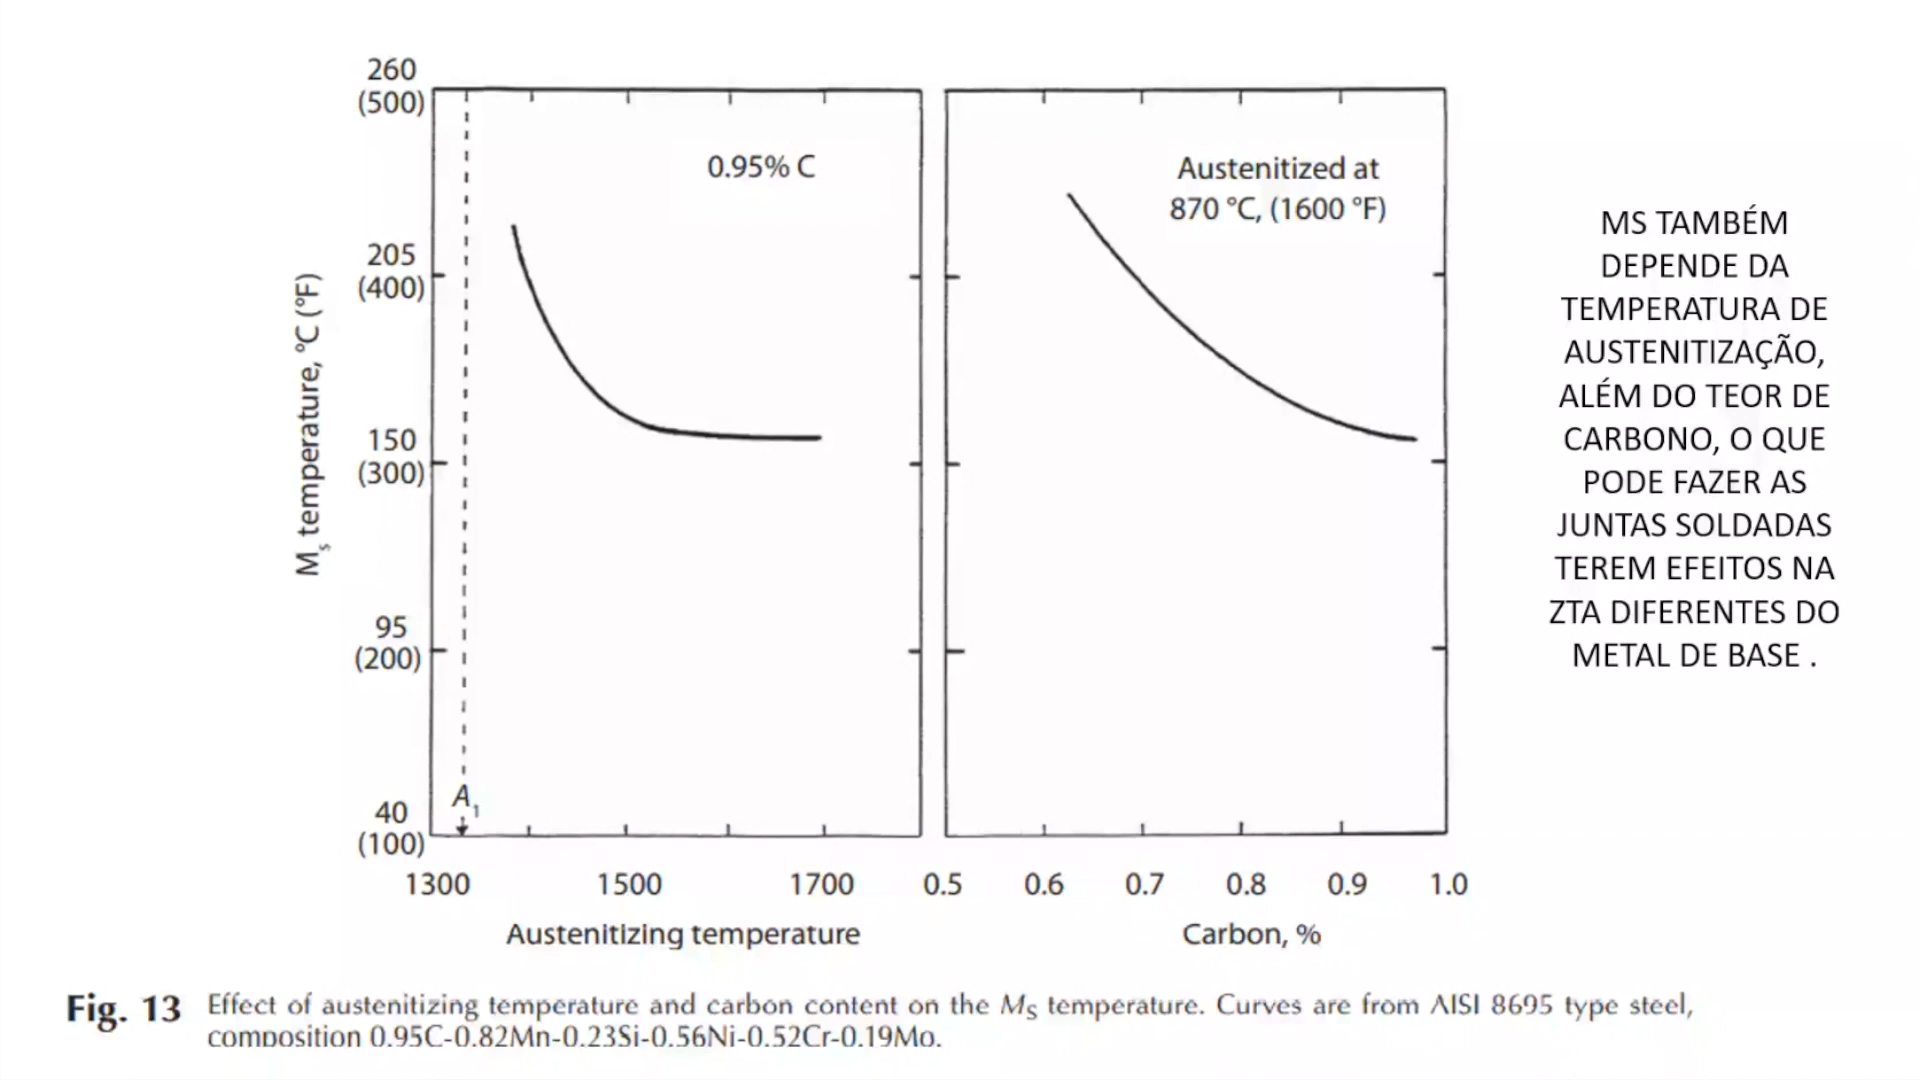 260
(500)
205
(400)
150
(300)
95
(200)
40
(100)
Ms temperature, °C (°F)
0.95% C
A1
1300 1500 1700
Austenitizing temperature
Austenitized at
870 °C, (1600 °F)
0.5 0.6 0.7 0.8 0.9 1.0
Carbon, %
MS TAMBÉM
DEPENDE DA
TEMPERATURA DE
AUSTENITIZAÇÃO,
ALÉM DO TEOR DE
CARBONO, O QUE
PODE FAZER AS
JUNTAS SOLDADAS
TEREM EFEITOS NA
ZTA DIFERENTES DO
METAL DE BASE .
Fig. 13 Effect of austenitizing temperature and carbon content on the MS temperature. Curves are from AISI 8695 type steel,
composition 0.95C-0.82Mn-0.23Si-0.56Ni-0.52Cr-0.19Mo.